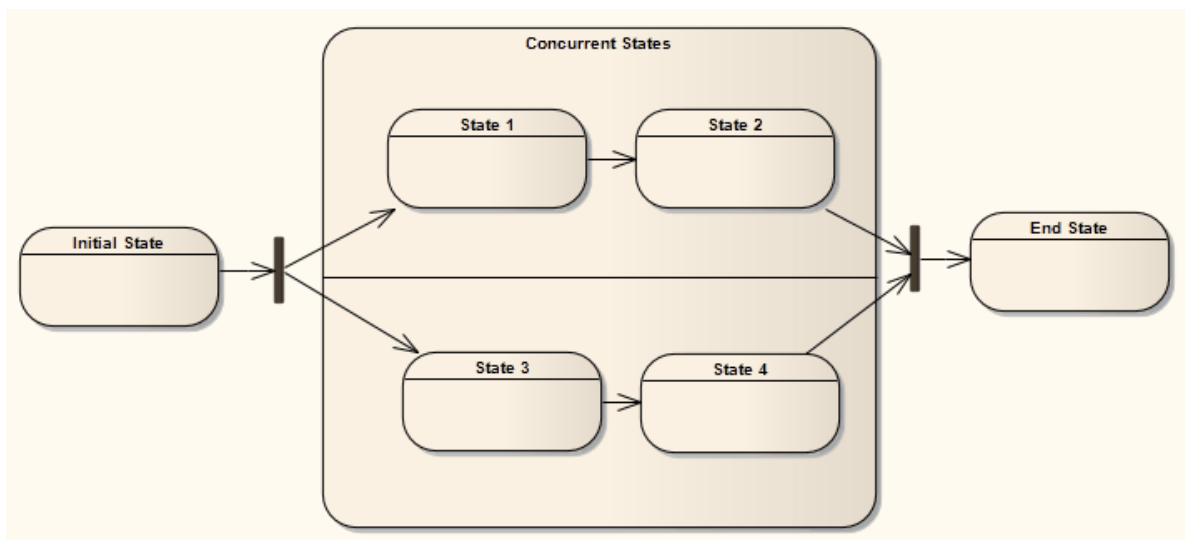 Concurrent States
State 1
State 2
Initial State
End State
State 3
State 4